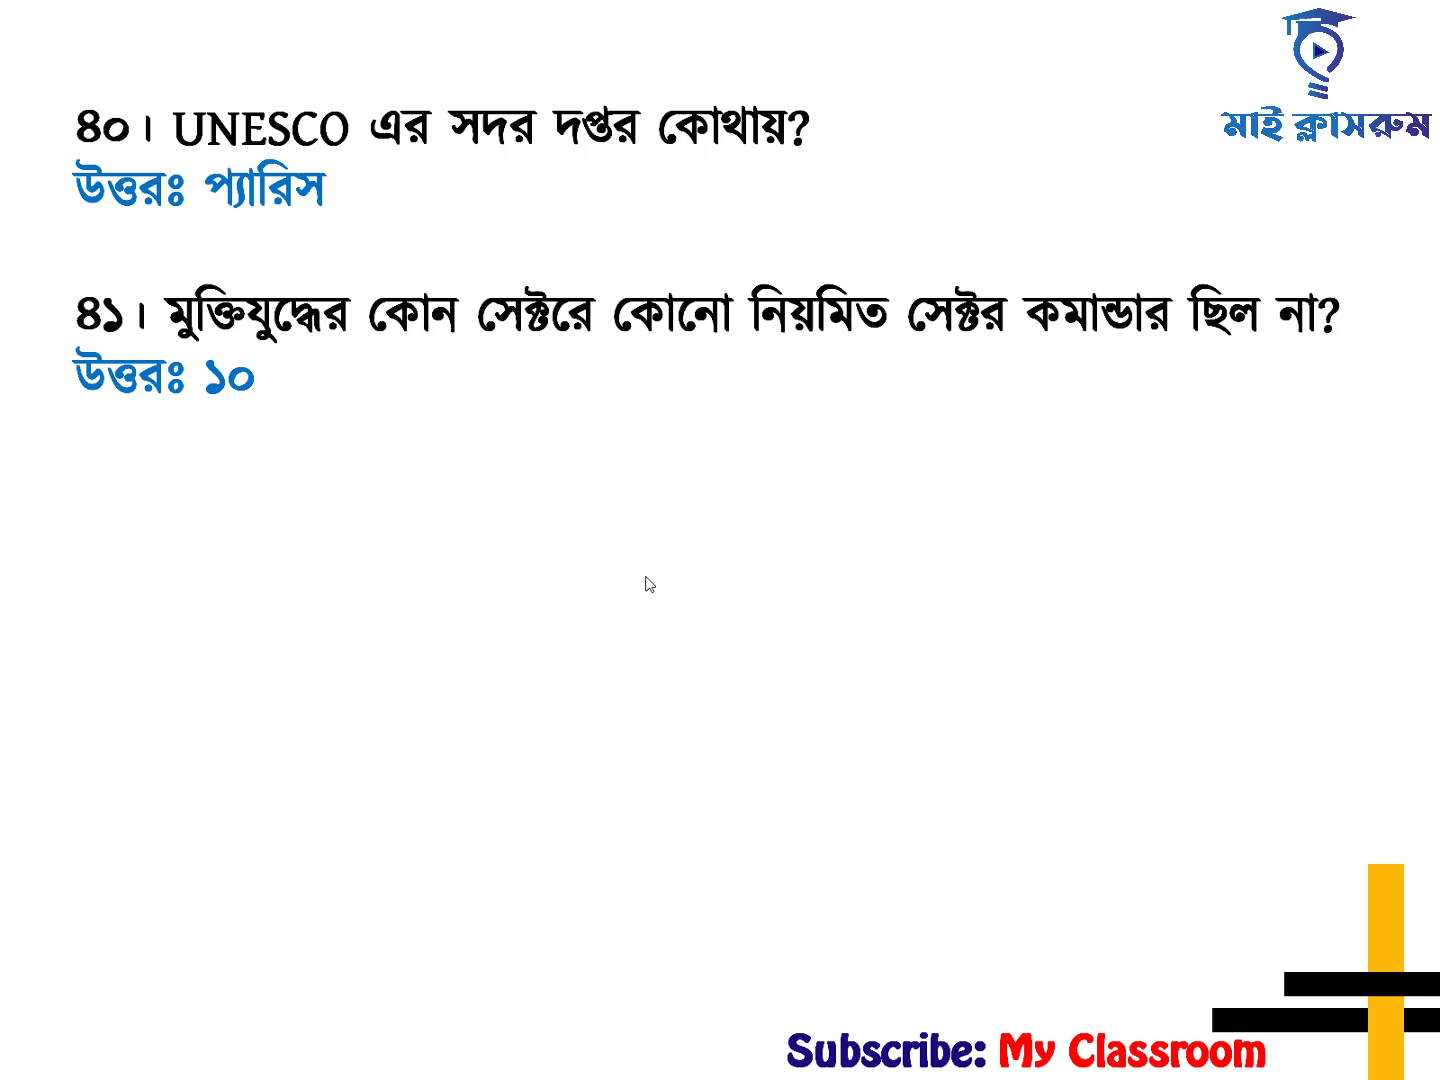 মাই ক্লাসরুম
৪০। UNESCO এর সদর দপ্তর কোথায়?
উত্তরঃ প্যারিস
৪১। মুক্তিযুদ্ধের কোন সেক্টরে কোনো নিয়মিত সেক্টর কমান্ডার ছিল না?
উত্তরঃ ১০
Subscribe: My Classroom